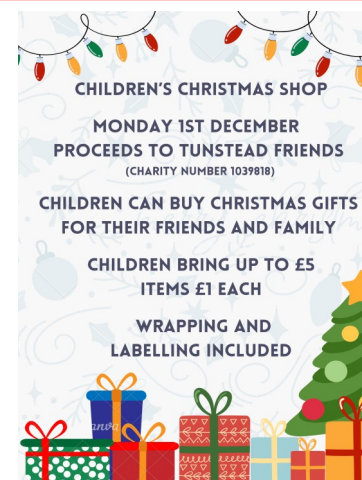 CHILDREN'S CHRISTMAS SHOP
MONDAY 1ST DECEMBER
PROCEEDS TO TUNSTEAD FRIENDS
(CHARITY NUMBER 1039818)
CHILDREN CAN BUY CHRISTMAS GIFTS
FOR THEIR FRIENDS AND FAMILY
CHILDREN BRING UP TO £5
ITEMS £1 EACH
WRAPPING AND
LABELLING INCLUDED